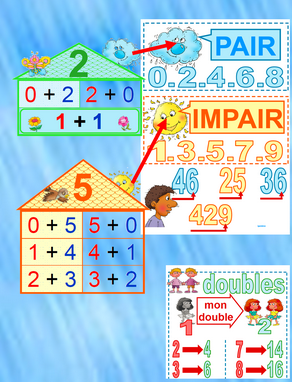 2
0 + 2 2 + 0
1 + 1
PAIR
0.2.4.6.8
IMPAIR
1.3.5.7.9
46 25 36
429
5
0 + 5 5 + 0
1 + 4 4 + 1
2 + 3 3 + 2
doubles
mon double
1 2
2 4 7 14
3 6 8 16